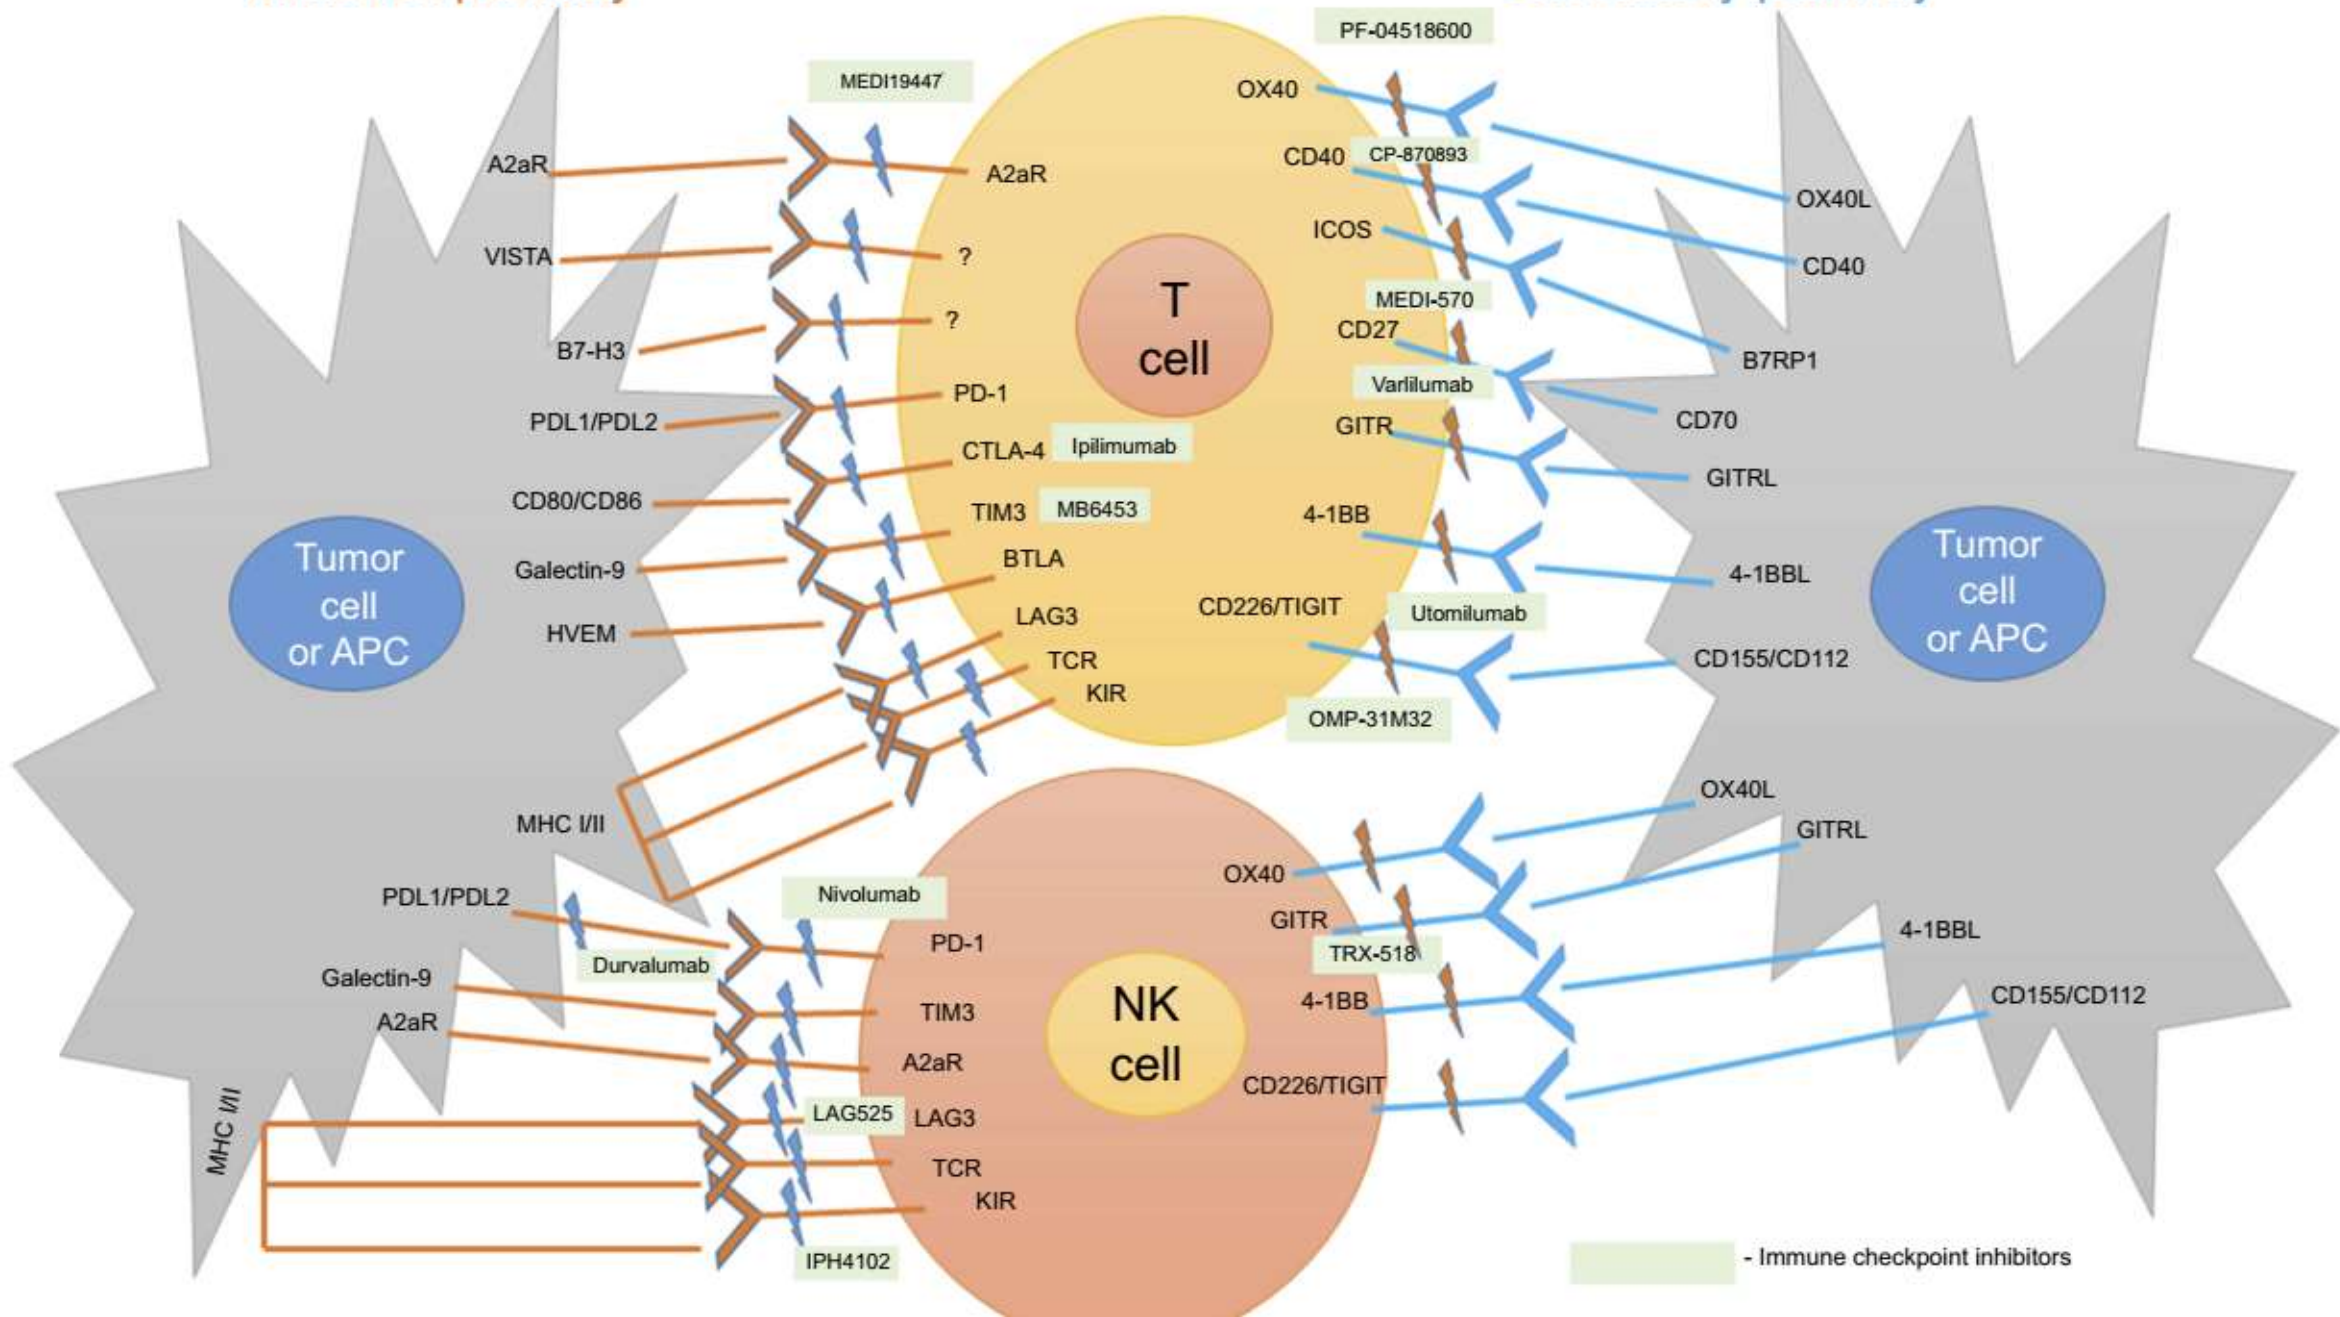 PF-04518600
MEDI19447
OX40
A2aR
A2aR
CD40
CP-870893
OX40L
VISTA
?
ICOS
CD40
T
cell
MEDI-570
B7-H3
?
CD27
B7RP1
PDL1/PDL2
PD-1
Varlilumab
CD70
CTLA-4
Ipilimumab
GITR
GITRL
CD80/CD86
TIM3
MB6453
4-1BB
Galectin-9
BTLA
4-1BBL
Tumor
cell
or APC
Tumor
cell
or APC
HVEM
LAG3
CD226/TIGIT
Utomilumab
TCR
CD155/CD112
KIR
OMP-31M32
MHC I/II
OX40L
GITRL
PDL1/PDL2
Nivolumab
OX40
PD-1
GITR
4-1BBL
Durvalumab
TRX-518
Galectin-9
TIM3
NK
cell
4-1BB
CD155/CD112
A2aR
A2aR
CD226/TIGIT
MHC I/II
LAG525
LAG3
TCR
KIR
IPH4102
- Immune checkpoint inhibitors